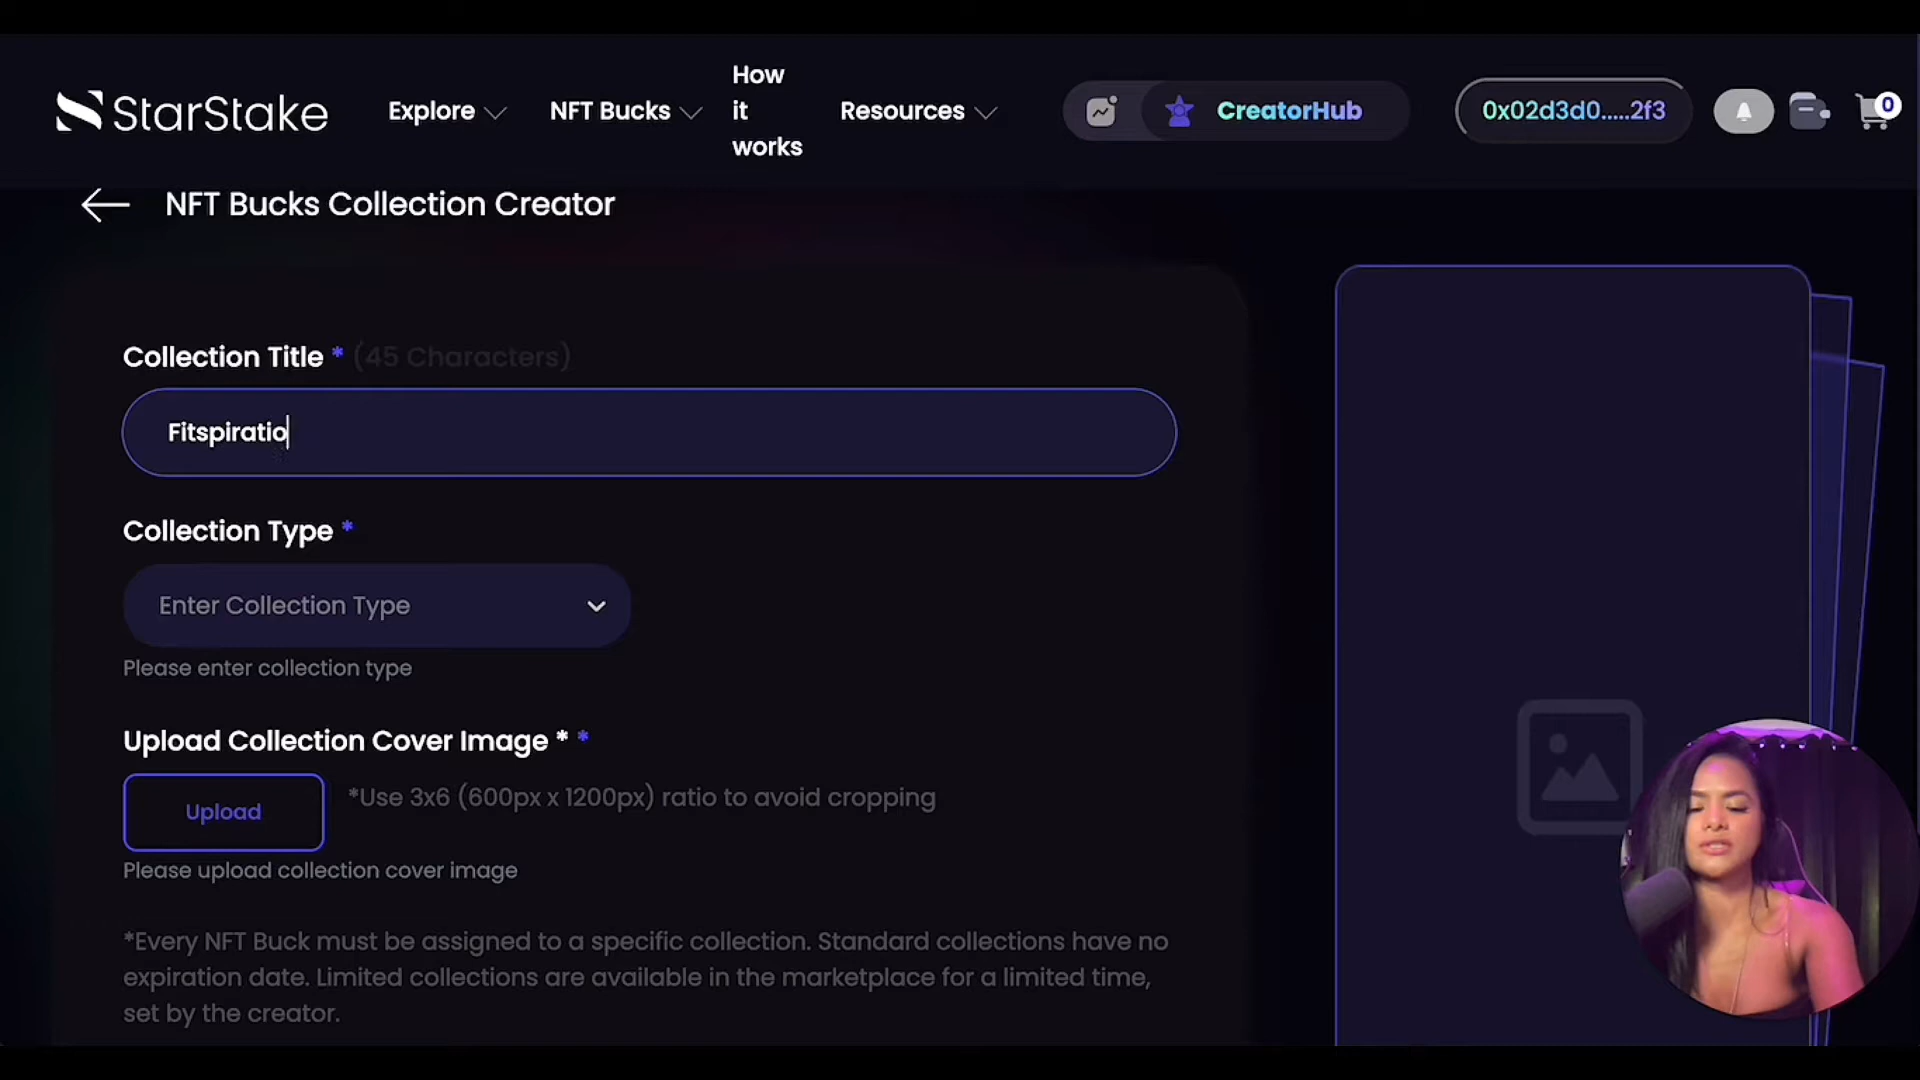 StarStake
Explore
NFT Bucks
How
it
works
Resources
CreatorHub
0x02d3d0.....2f3
0
NFT Bucks Collection Creator
Collection Title * (45 Characters)
Fitspiratio
Collection Type *
Enter Collection Type
Please enter collection type
Upload Collection Cover Image * *
Upload
*Use 3x6 (600px x 1200px) ratio to avoid cropping
Please upload collection cover image
*Every NFT Buck must be assigned to a specific collection. Standard collections have no
expiration date. Limited collections are available in the marketplace for a limited time,
set by the creator.